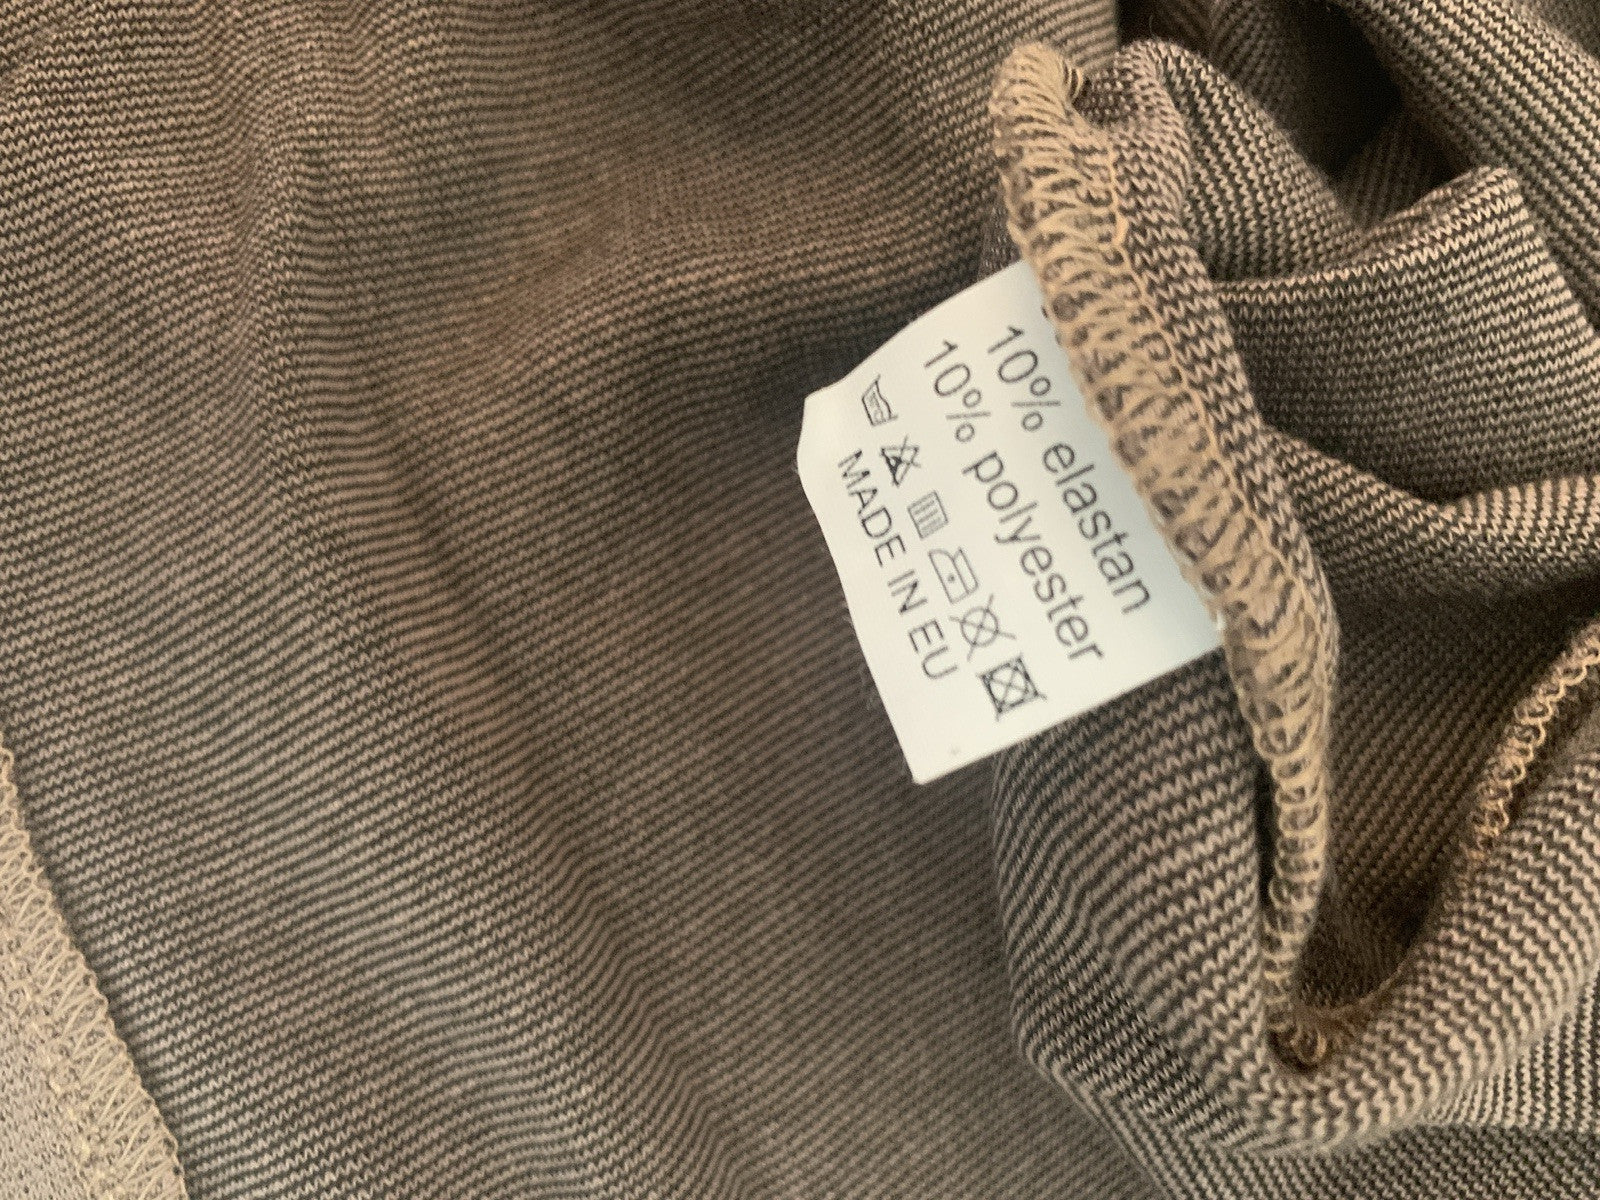 10% elastan
10% polyester
MADE IN EU